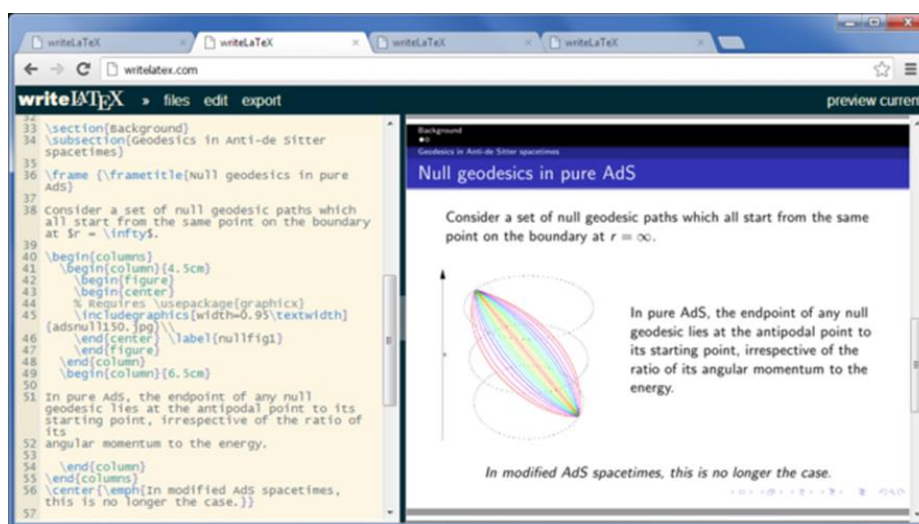 writeLaTeX
writeLaTeX
writeLaTeX
writeLaTeX
writelatex.com
writeLATEX » files edit export
preview curren
32
33 \section{Background}
34 \subsection{Geodesics in Anti-de Sitter
spacetimes}
35
36 \frame {\frametitle{Null geodesics in pure
AdS}
37
38 Consider a set of null geodesic paths which
all start from the same point on the boundary
at $r = \infty$.
39
40 \begin{columns}
41 \begin{column}{4.5cm}
42 \begin{figure}
43 \begin{center}
44 % Requires \usepackage{graphicx}
45 \includegraphics[width=0.95\textwidth]
{adsnull150.jpg}\\
46 \end{center} \label{nullfig1}
47 \end{figure}
48 \end{column}
49 \begin{column}{6.5cm}
50
51 In pure AdS, the endpoint of any null
geodesic lies at the antipodal point to its
starting point, irrespective of the ratio of
its
52 angular momentum to the energy.
53
54 \end{column}
55 \end{columns}
56 \center{\emph{In modified AdS spacetimes,
this is no longer the case.}}
57
Background
Geodesics in Anti-de Sitter spacetimes
Null geodesics in pure AdS
Consider a set of null geodesic paths which all start from the same
point on the boundary at r = ∞.
In pure AdS, the endpoint of any null
geodesic lies at the antipodal point to
its starting point, irrespective of the
ratio of its angular momentum to the
energy.
In modified AdS spacetimes, this is no longer the case.